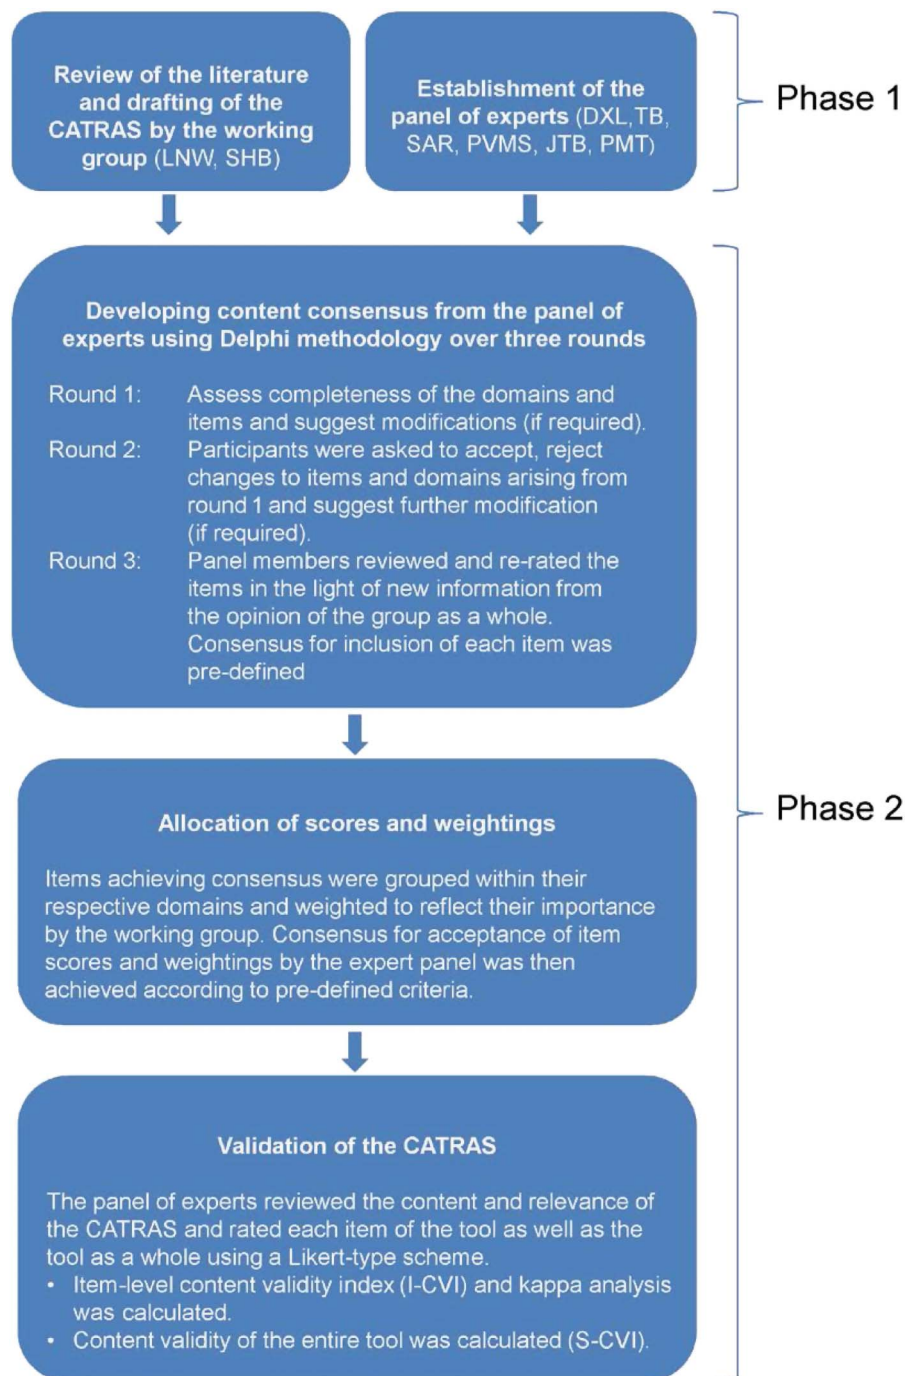 Review of the literature
and drafting of the
CATRAS by the working
group (LNW, SHB)
Establishment of the
panel of experts (DXL,TB,
SAR, PVMS, JTB, PMT)
Phase 1
Developing content consensus from the panel of
experts using Delphi methodology over three rounds
Round 1: Assess completeness of the domains and
items and suggest modifications (if required).
Round 2: Participants were asked to accept, reject
changes to items and domains arising from
round 1 and suggest further modification
(if required).
Round 3: Panel members reviewed and re-rated the
items in the light of new information from
the opinion of the group as a whole.
Consensus for inclusion of each item was
pre-defined
Allocation of scores and weightings
Items achieving consensus were grouped within their
respective domains and weighted to reflect their importance
by the working group. Consensus for acceptance of item
scores and weightings by the expert panel was then
achieved according to pre-defined criteria.
Phase 2
Validation of the CATRAS
The panel of experts reviewed the content and relevance of
the CATRAS and rated each item of the tool as well as the
tool as a whole using a Likert-type scheme.
• Item-level content validity index (I-CVI) and kappa analysis
was calculated.
• Content validity of the entire tool was calculated (S-CVI).